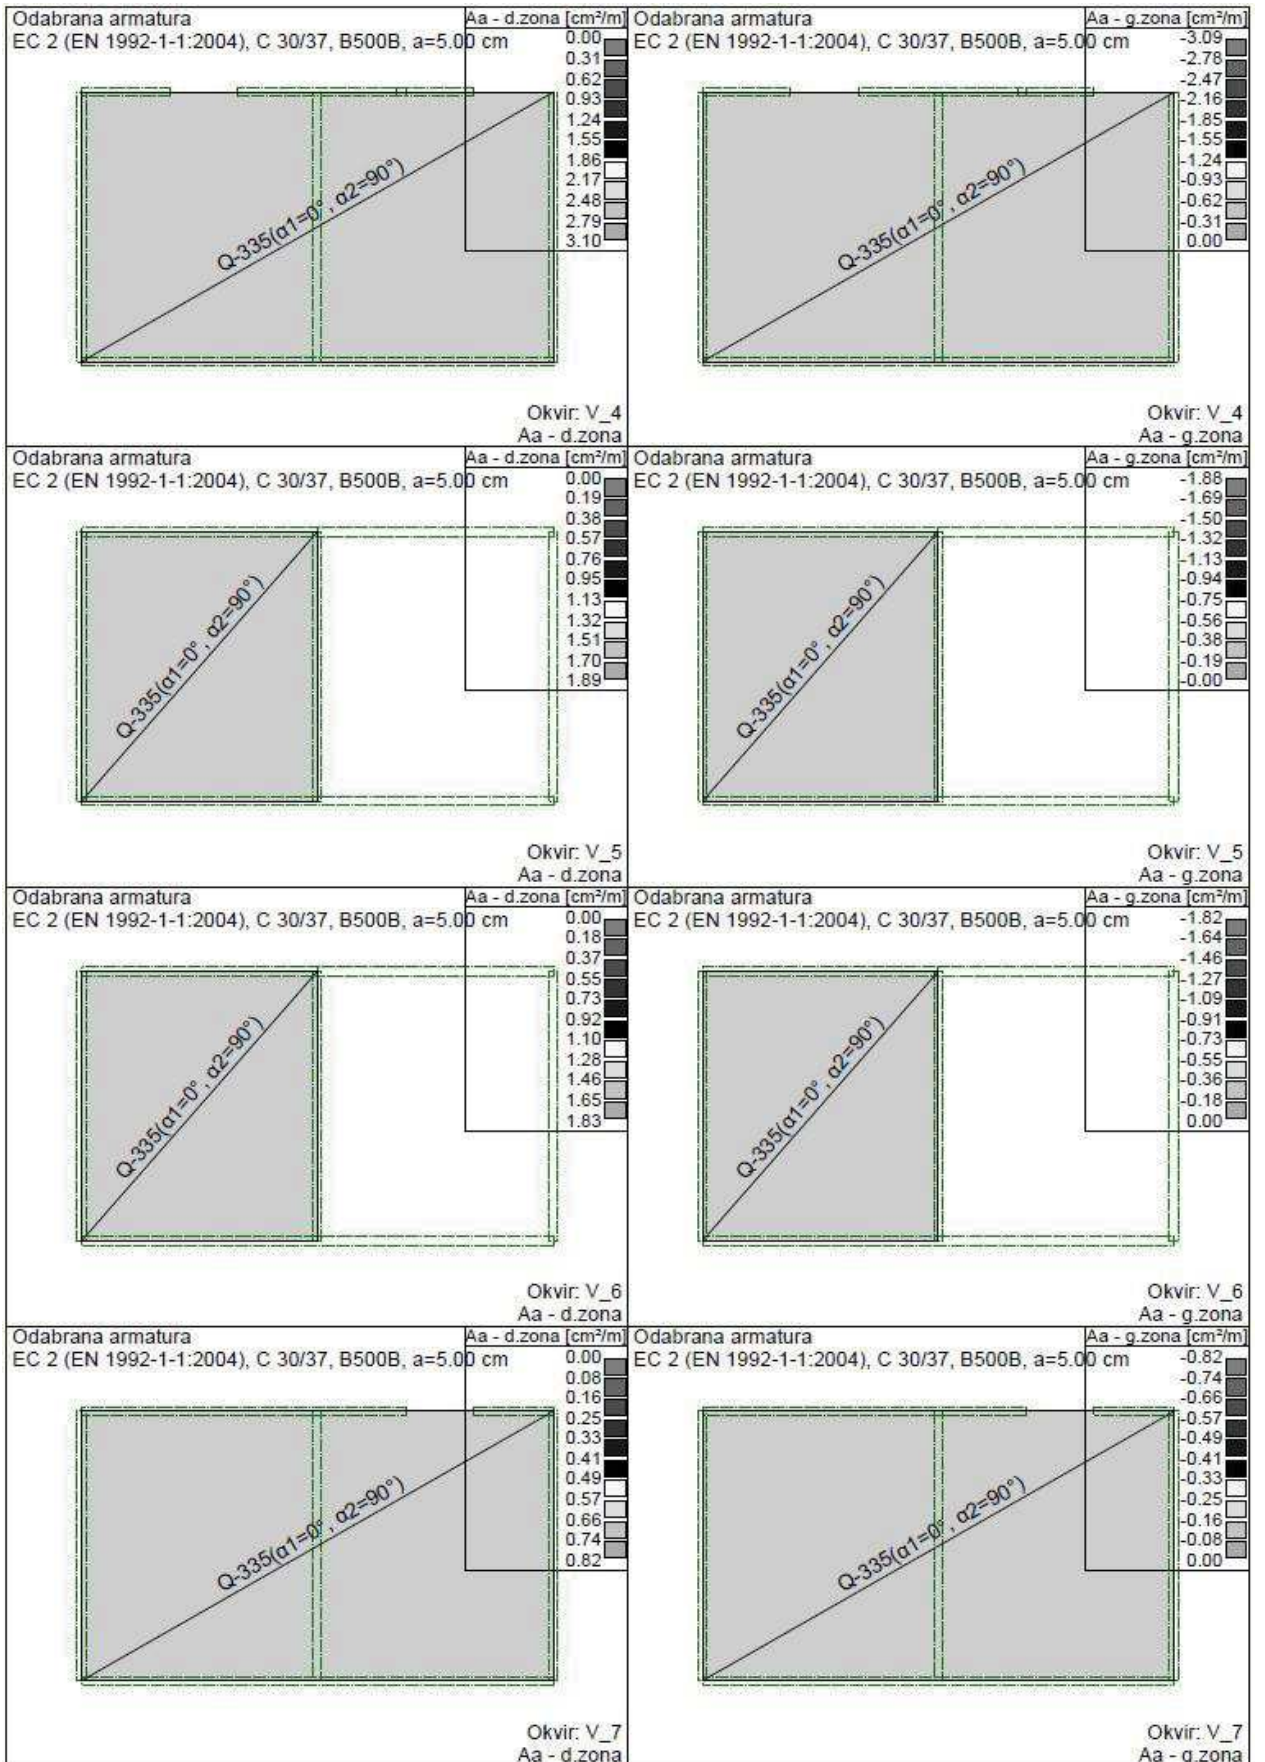 Odabrana armatura
EC 2 (EN 1992-1-1:2004), C 30/37, B500B, a=5.00 cm
Aa - d.zona [cm²/m]
0.00
0.31
0.62
0.93
1.24
1.55
1.86
2.17
2.48
2.79
3.10
Q-335(α1=0°, α2=90°)
Okvir: V_4
Aa - d.zona
Odabrana armatura
EC 2 (EN 1992-1-1:2004), C 30/37, B500B, a=5.00 cm
Aa - g.zona [cm²/m]
-3.09
-2.78
-2.47
-2.16
-1.85
-1.55
-1.24
-0.93
-0.62
-0.31
0.00
Q-335(α1=0°, α2=90°)
Okvir: V_4
Aa - g.zona
Odabrana armatura
EC 2 (EN 1992-1-1:2004), C 30/37, B500B, a=5.00 cm
Aa - d.zona [cm²/m]
0.00
0.19
0.38
0.57
0.76
0.95
1.13
1.32
1.51
1.70
1.89
Q-335(α1=0°, α2=90°)
Okvir: V_5
Aa - d.zona
Odabrana armatura
EC 2 (EN 1992-1-1:2004), C 30/37, B500B, a=5.00 cm
Aa - g.zona [cm²/m]
-1.88
-1.69
-1.50
-1.32
-1.13
-0.94
-0.75
-0.56
-0.38
-0.19
-0.00
Q-335(α1=0°, α2=90°)
Okvir: V_5
Aa - g.zona
Odabrana armatura
EC 2 (EN 1992-1-1:2004), C 30/37, B500B, a=5.00 cm
Aa - d.zona [cm²/m]
0.00
0.18
0.37
0.55
0.73
0.92
1.10
1.28
1.46
1.65
1.83
Q-335(α1=0°, α2=90°)
Okvir: V_6
Aa - d.zona
Odabrana armatura
EC 2 (EN 1992-1-1:2004), C 30/37, B500B, a=5.00 cm
Aa - g.zona [cm²/m]
-1.82
-1.64
-1.46
-1.27
-1.09
-0.91
-0.73
-0.55
-0.36
-0.18
0.00
Q-335(α1=0°, α2=90°)
Okvir: V_6
Aa - g.zona
Odabrana armatura
EC 2 (EN 1992-1-1:2004), C 30/37, B500B, a=5.00 cm
Aa - d.zona [cm²/m]
0.00
0.08
0.16
0.25
0.33
0.41
0.49
0.57
0.66
0.74
0.82
Q-335(α1=0°, α2=90°)
Okvir: V_7
Aa - d.zona
Odabrana armatura
EC 2 (EN 1992-1-1:2004), C 30/37, B500B, a=5.00 cm
Aa - g.zona [cm²/m]
-0.82
-0.74
-0.66
-0.57
-0.49
-0.41
-0.33
-0.25
-0.16
-0.08
0.00
Q-335(α1=0°, α2=90°)
Okvir: V_7
Aa - g.zona